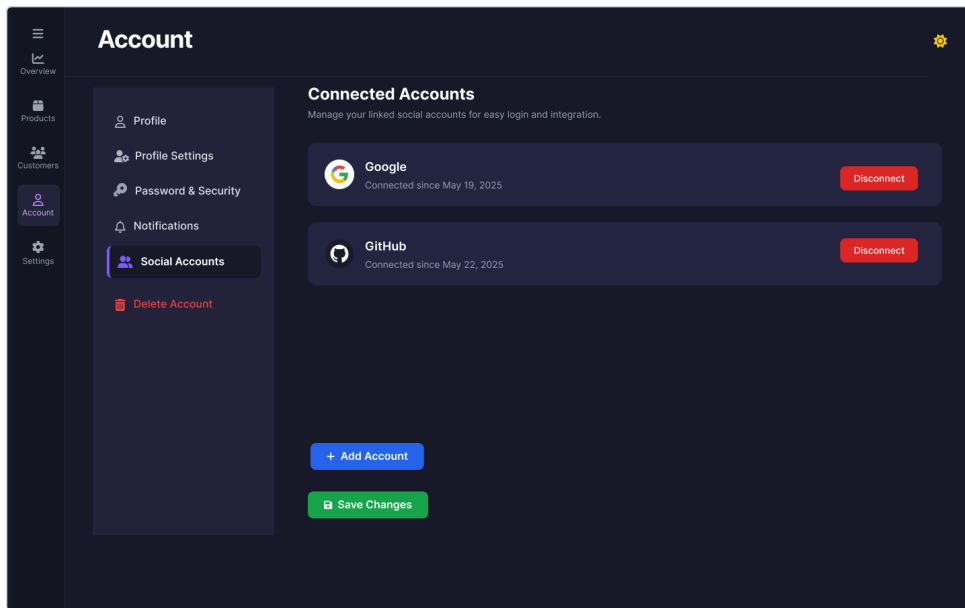 Account
Overview
Products
Customers
Account
Settings
Profile
Profile Settings
Password & Security
Notifications
Social Accounts
Delete Account
Connected Accounts
Manage your linked social accounts for easy login and integration.
Google
Connected since May 19, 2025
Disconnect
GitHub
Connected since May 22, 2025
Disconnect
+ Add Account
Save Changes